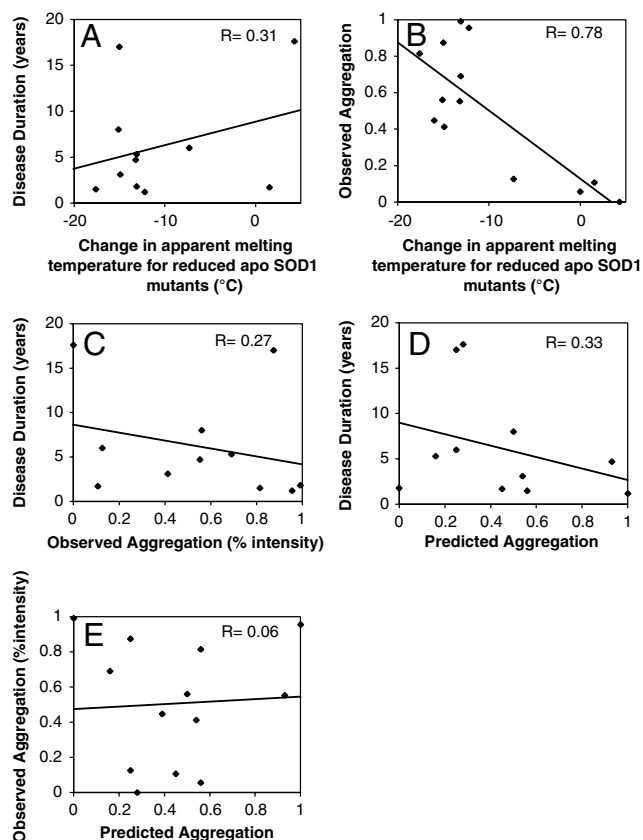 A
R= 0.31
Disease Duration (years)
20
15
10
5
0
-20
-10
0
Change in apparent melting
temperature for reduced apo SOD1
mutants (°C)
B
R= 0.78
Observed Aggregation
1
0.8
0.6
0.4
0.2
0
-20
-10
0
Change in apparent melting
temperature for reduced apo SOD1
mutants (°C)
C
R= 0.27
Disease Duration (years)
20
15
10
5
0
0
0.2
0.4
0.6
0.8
1
Observed Aggregation (% intensity)
D
R= 0.33
Disease Duration (years)
20
15
10
5
0
0
0.2
0.4
0.6
0.8
1
Predicted Aggregation
E
R= 0.06
Observed Aggregation (%intensity)
1
0.8
0.6
0.4
0.2
0
0
0.2
0.4
0.6
0.8
1
Predicted Aggregation